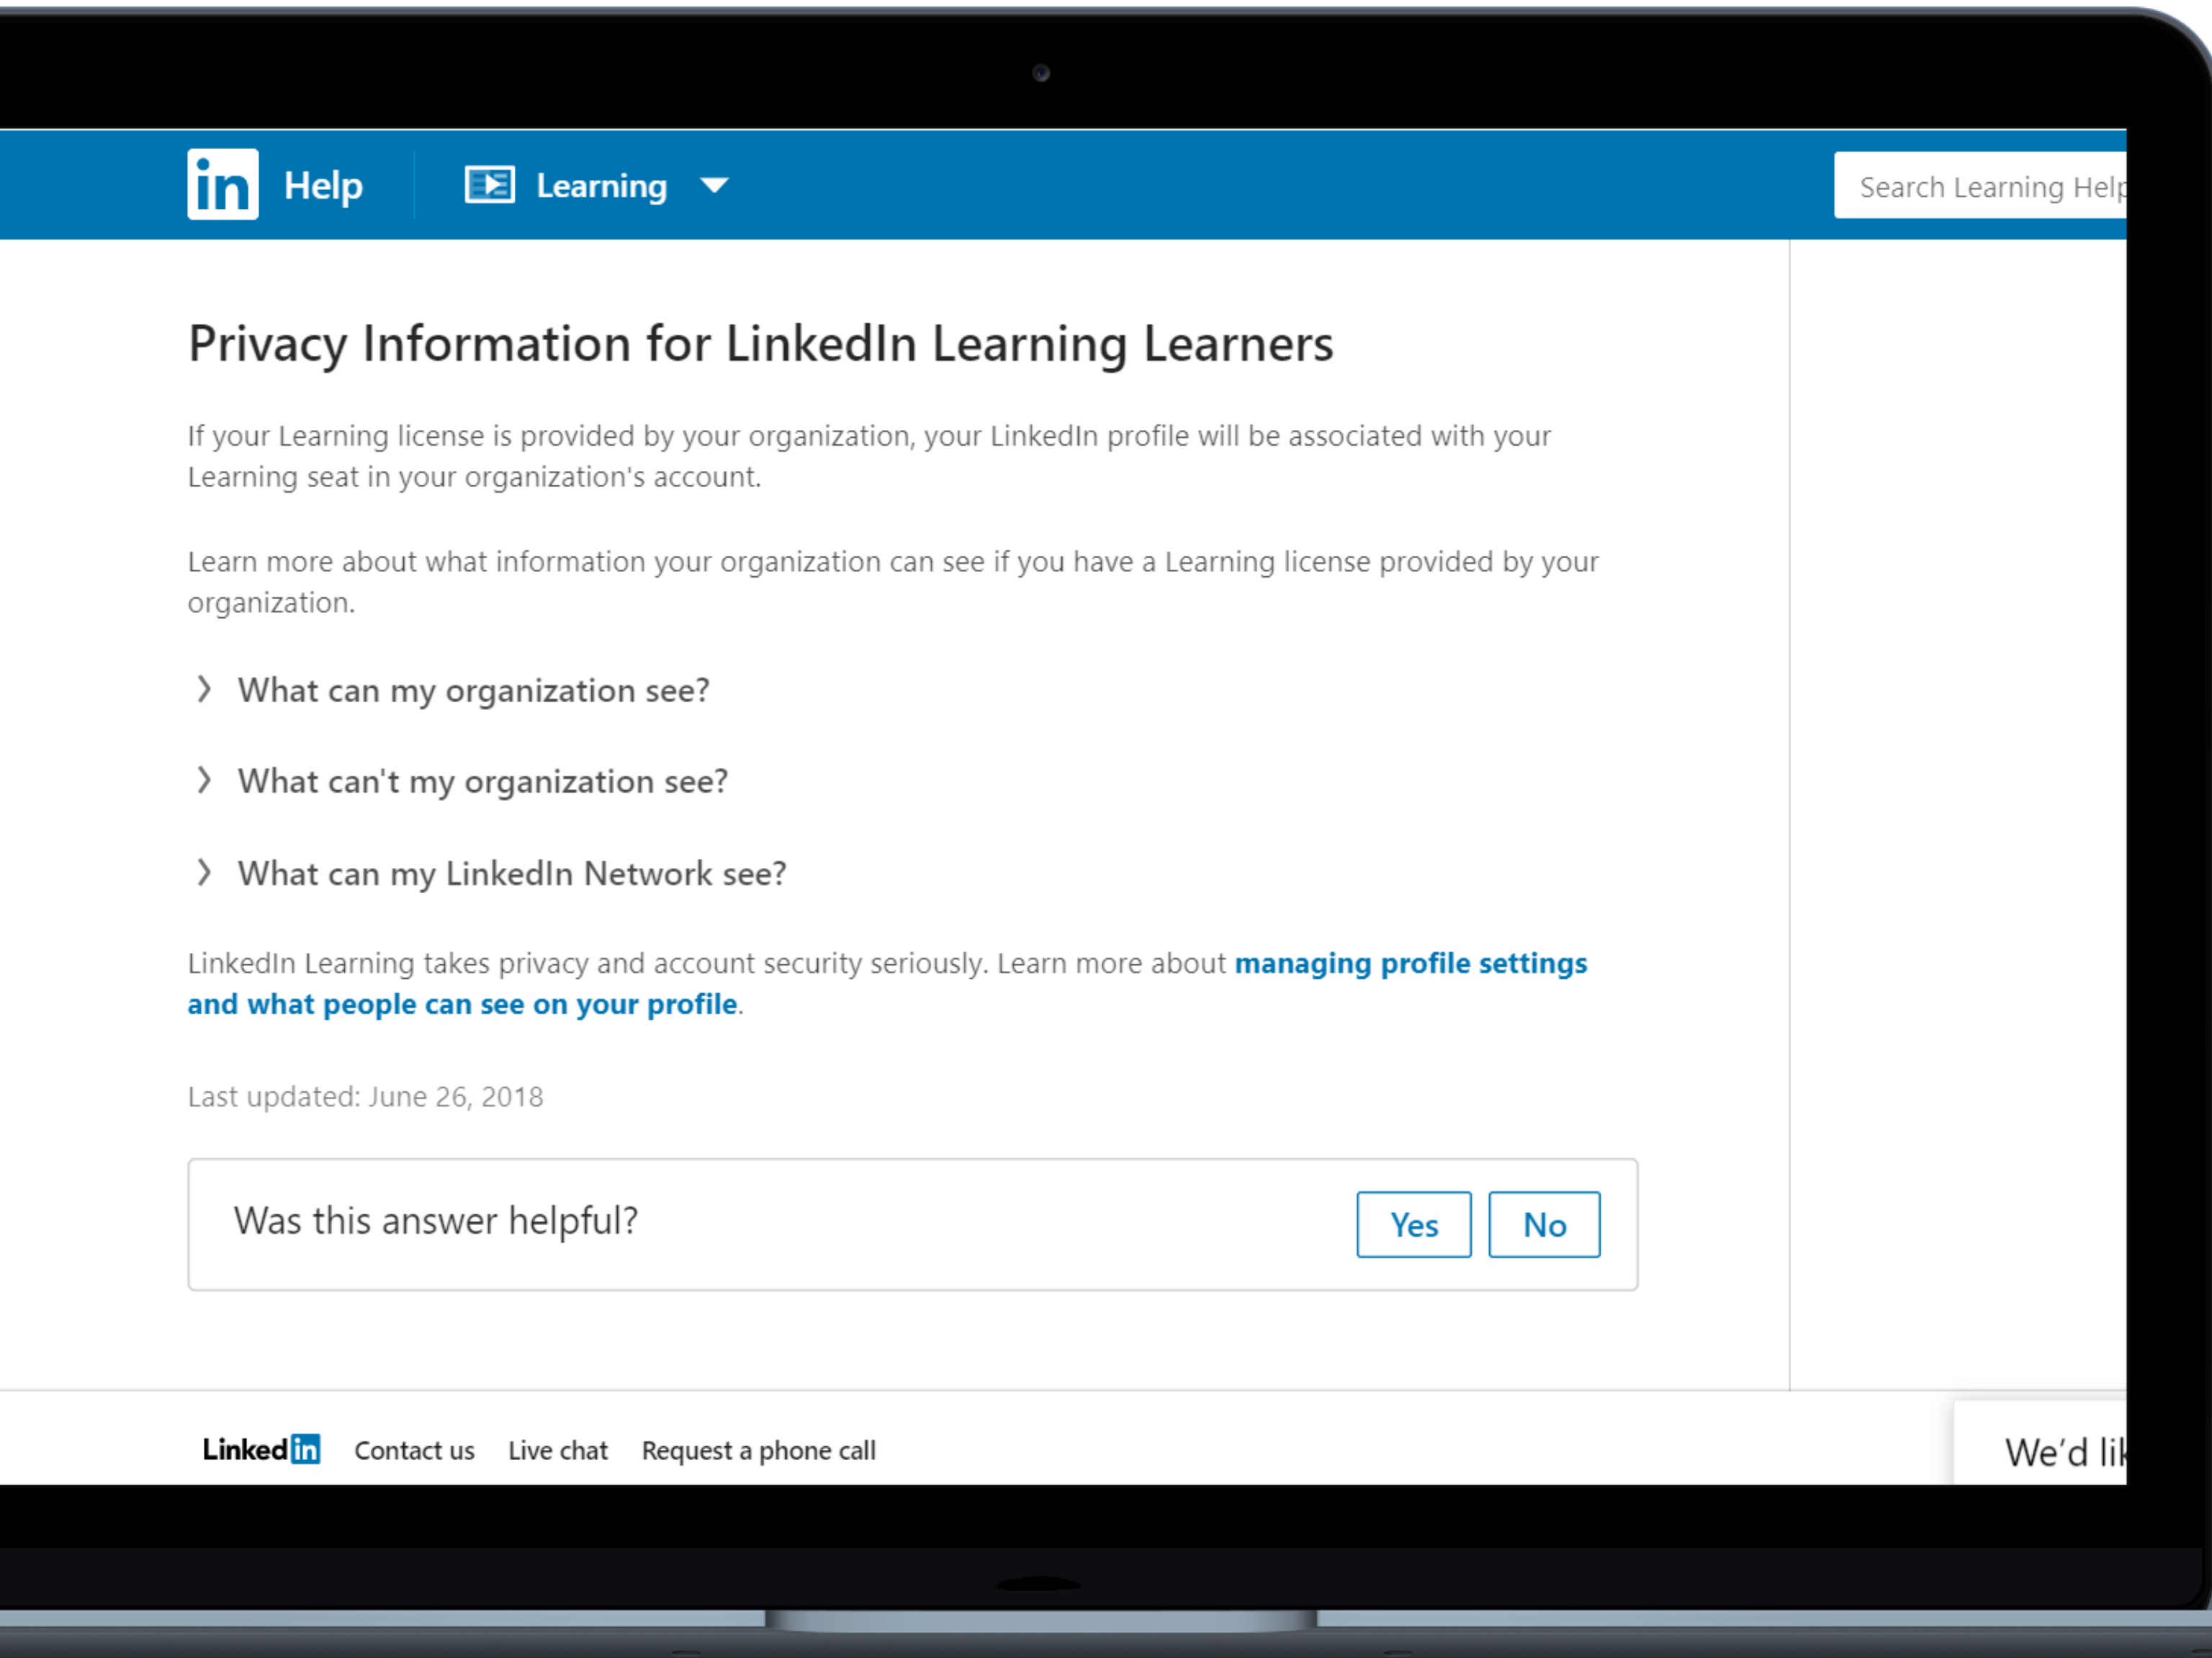 in Help Learning Search Learning Help
Privacy Information for LinkedIn Learning Learners
If your Learning license is provided by your organization, your LinkedIn profile will be associated with your
Learning seat in your organization's account.
Learn more about what information your organization can see if you have a Learning license provided by your
organization.
What can my organization see?
What can't my organization see?
What can my LinkedIn Network see?
LinkedIn Learning takes privacy and account security seriously. Learn more about managing profile settings
and what people can see on your profile.
Last updated: June 26, 2018
Was this answer helpful? Yes No
LinkedIn Contact us Live chat Request a phone call We'd